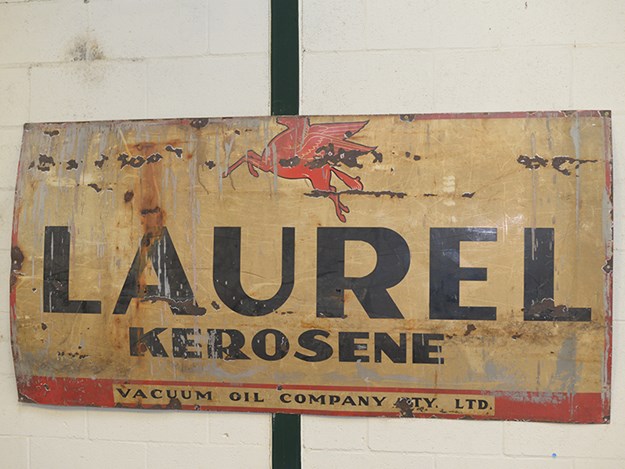 LAUREL
KEROSENE
VACUUM OIL COMPANY PTY. LTD.